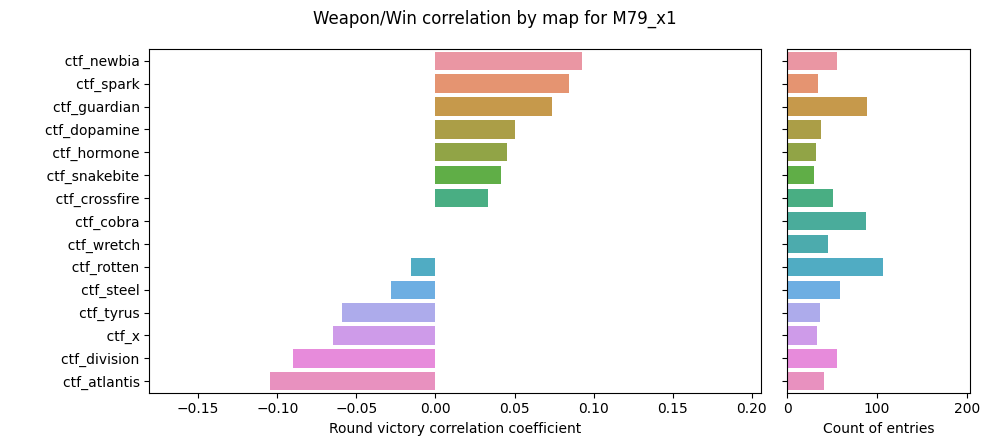 Weapon/Win correlation by map for M79_x1
ctf_newbia
ctf_spark
ctf_guardian
ctf_dopamine
ctf_hormone
ctf_snakebite
ctf_crossfire
ctf_cobra
ctf_wretch
ctf_rotten
ctf_steel
ctf_tyrus
ctf_x
ctf_division
ctf_atlantis
−0.15 −0.10 −0.05 0.00 0.05 0.10 0.15 0.20
Round victory correlation coefficient
0 100 200
Count of entries